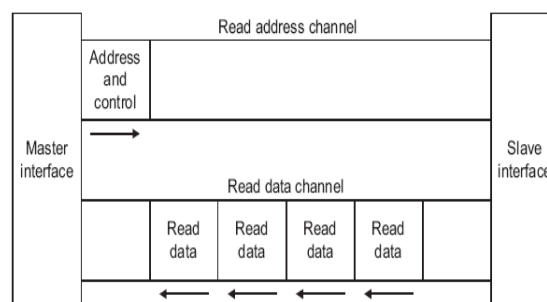 Read address channel
Address
and
control
Master
interface
Slave
interface
Read data channel
Read
data
Read
data
Read
data
Read
data